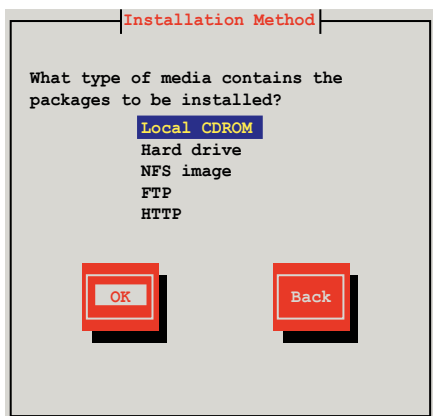 Installation Method
What type of media contains the
packages to be installed?
Local CDROM
Hard drive
NFS image
FTP
HTTP
OK
Back